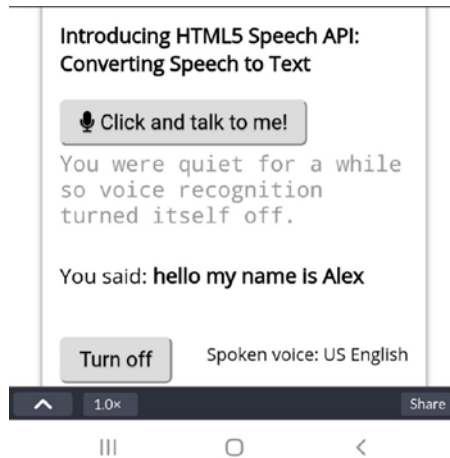 Introducing HTML5 Speech API:
Converting Speech to Text
Click and talk to me!
You were quiet for a while
so voice recognition
turned itself off.
You said: hello my name is Alex
Turn off
Spoken voice: US English
1.0×
Share